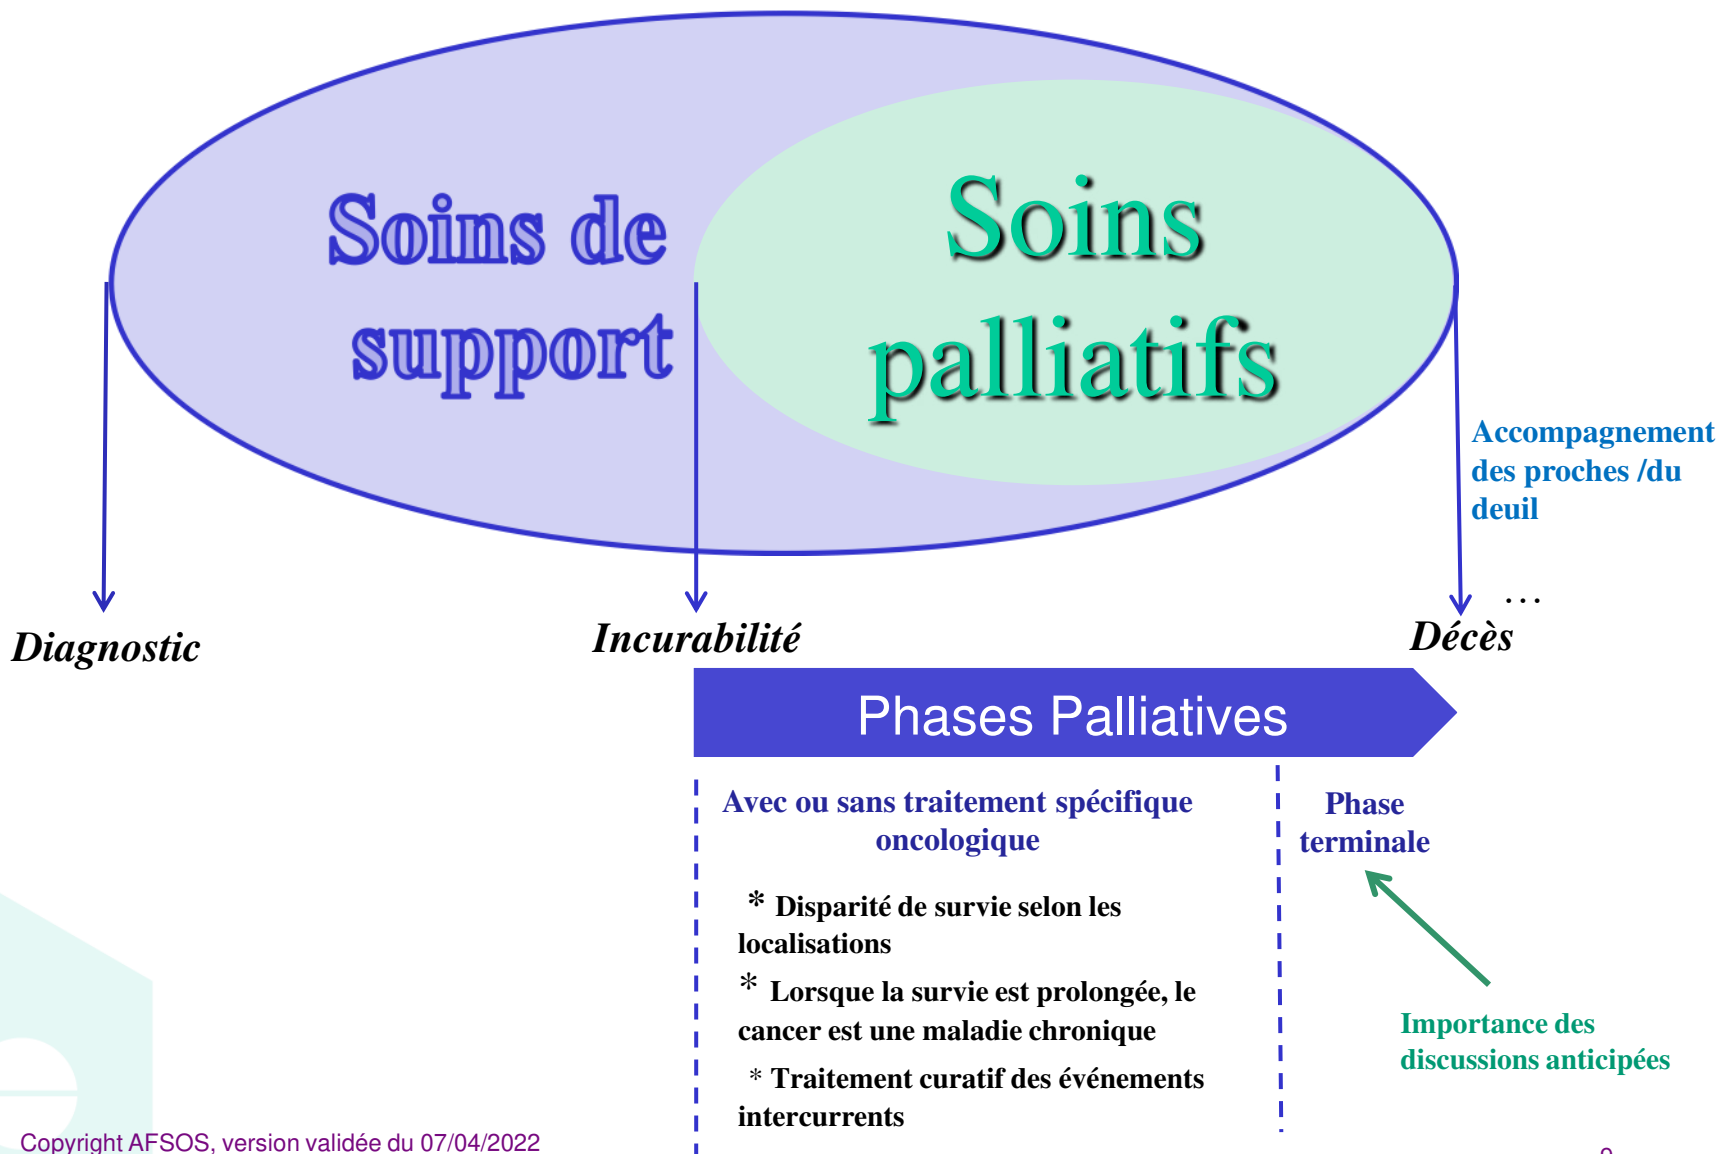 Soins de
support
Soins
palliatifs
Accompagnement
des proches /du
deuil
…
Diagnostic
Incurabilité
Décès
Phases Palliatives
Avec ou sans traitement spécifique
oncologique
Phase
terminale
* Disparité de survie selon les
localisations
* Lorsque la survie est prolongée, le
cancer est une maladie chronique
* Traitement curatif des événements
intercurrents
Importance des
discussions anticipées
Copyright AFSOS, version validée du 07/04/2022